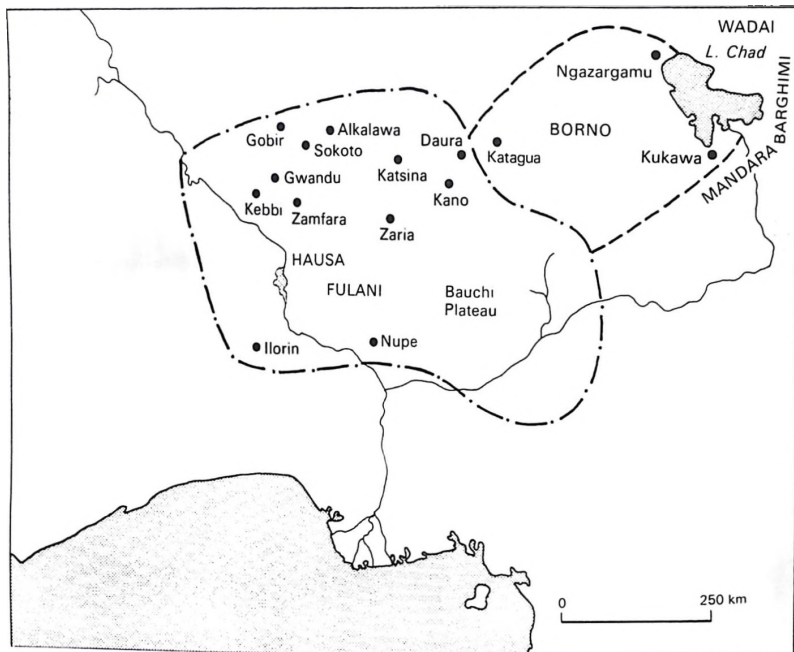 WADAI
L. Chad
Ngazargamu
BARGHIMI
BORNO
Gobir
Alkalawa
Sokoto
Daura
Katagua
Katsina
Kukawa
MANDARA
Gwandu
Kano
Kebbi
Zamfara
Zaria
HAUSA
FULANI
Bauchi
Plateau
Ilorin
Nupe
0
250 km